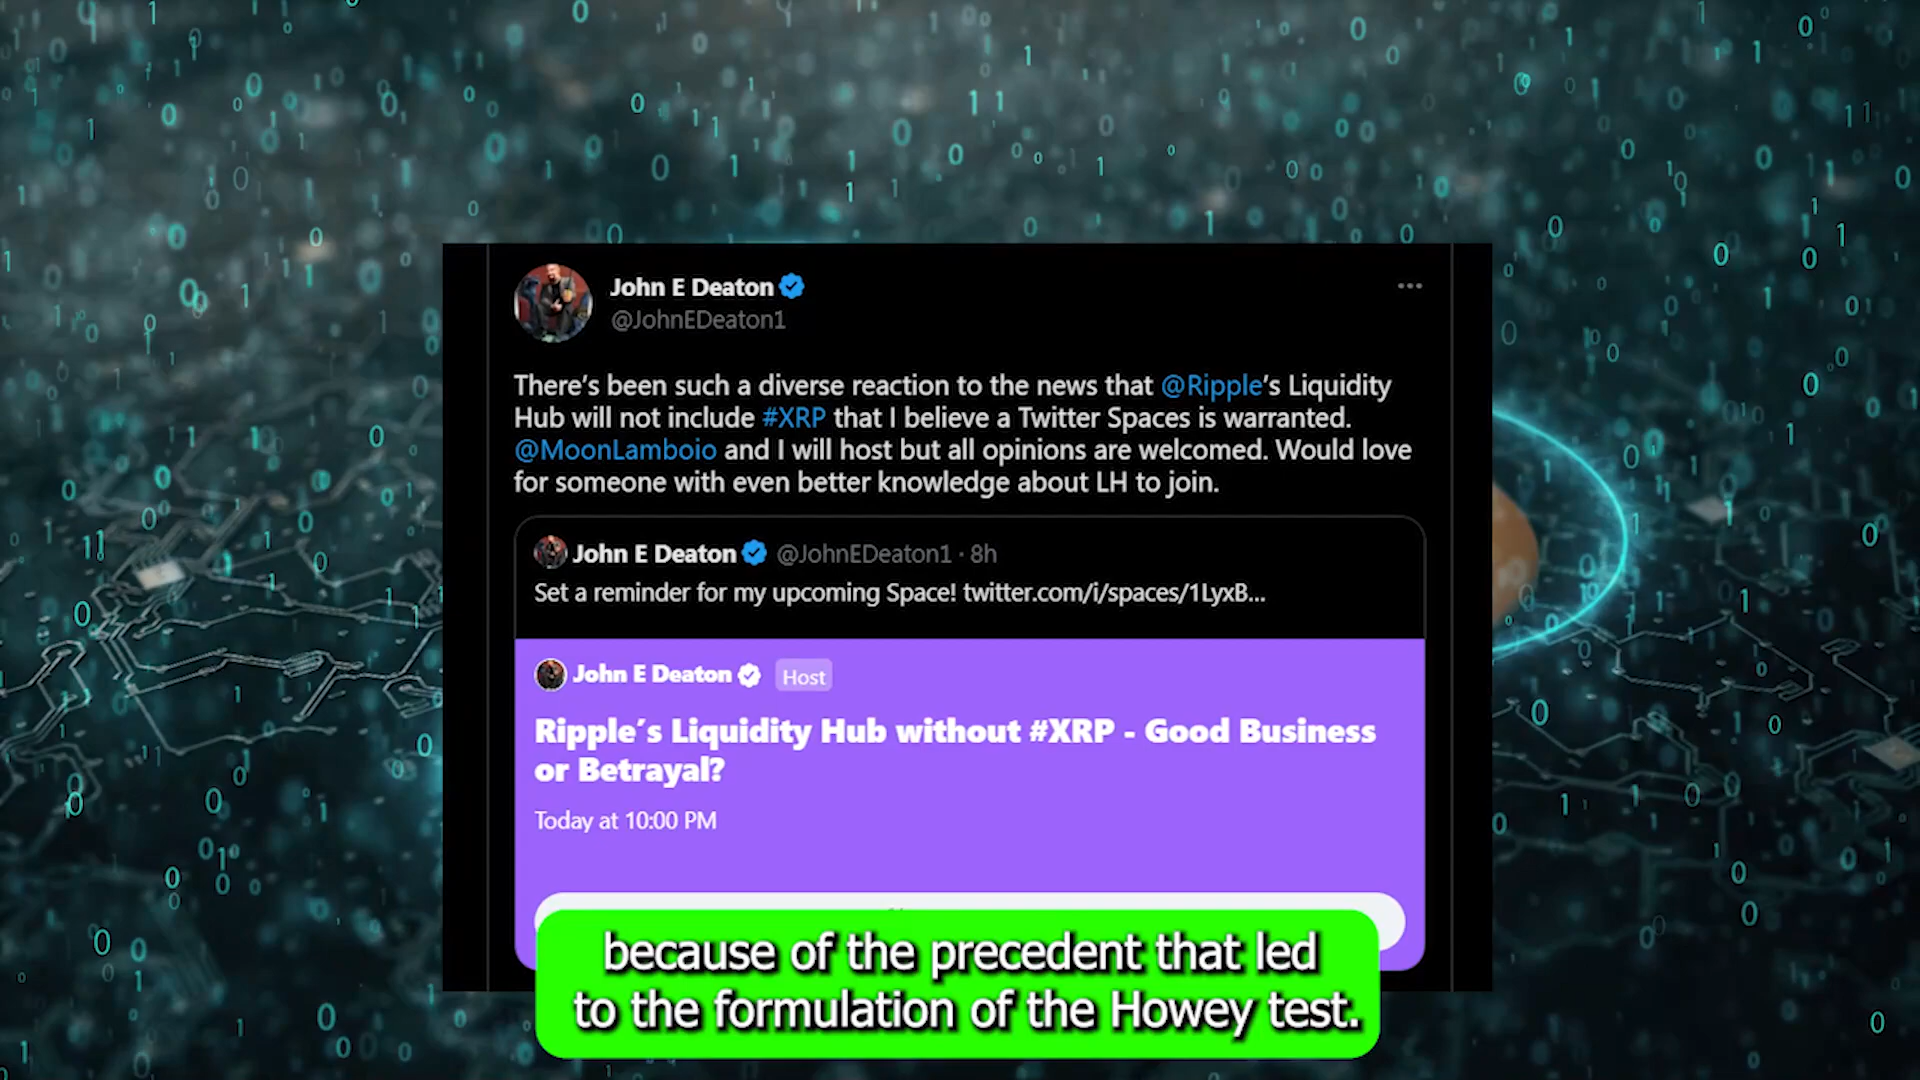 John E Deaton
@JohnEDeaton1
There's been such a diverse reaction to the news that @Ripple's Liquidity
Hub will not include #XRP that I believe a Twitter Spaces is warranted.
@MoonLamboio and I will host but all opinions are welcomed. Would love
for someone with even better knowledge about LH to join.
John E Deaton @JohnEDeaton1 · 8h
Set a reminder for my upcoming Space! twitter.com/i/spaces/1LyxB...
John E Deaton Host
Ripple´s Liquidity Hub without #XRP - Good Business
or Betrayal?
Today at 10:00 PM
because of the precedent that led
to the formulation of the Howey test.